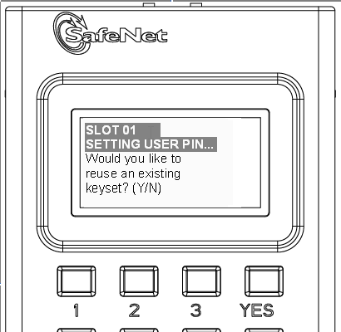 SafeNet
SLOT 01
SETTING USER PIN...
Would you like to
reuse an existing
keyset? (Y/N)
1 2 3 YES